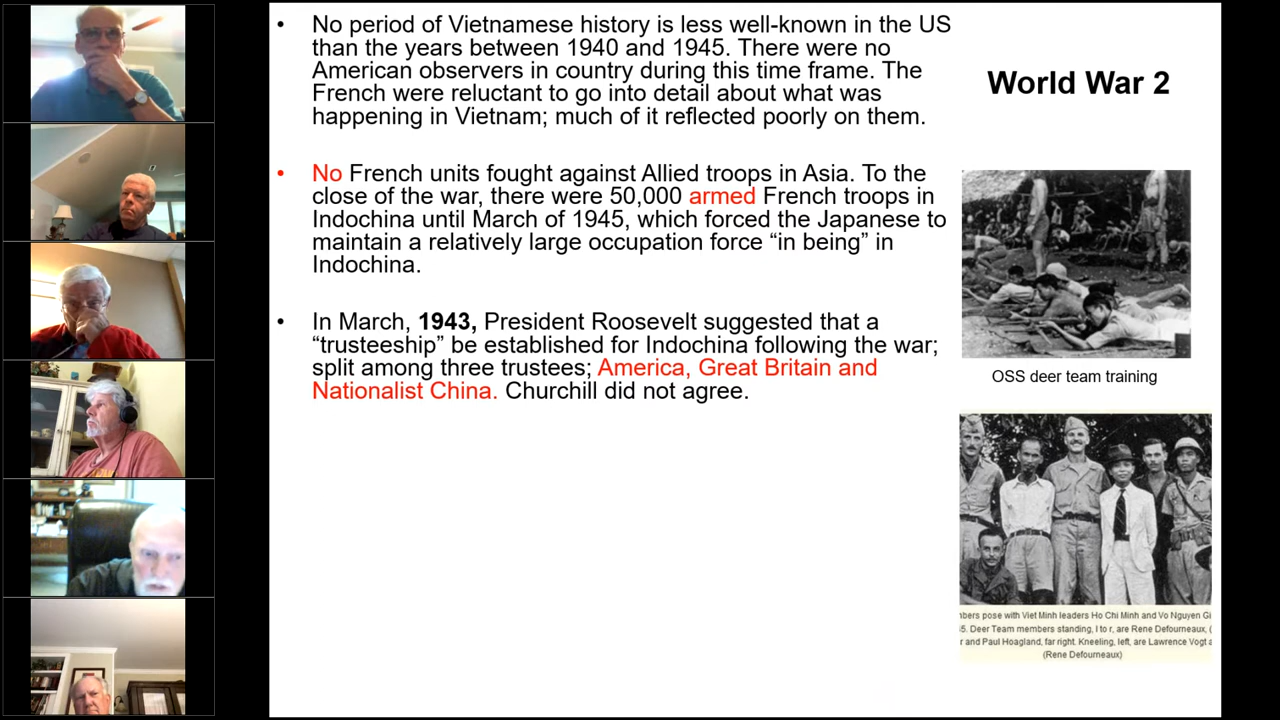 • No period of Vietnamese history is less well-known in the US
than the years between 1940 and 1945. There were no
American observers in country during this time frame. The
French were reluctant to go into detail about what was
happening in Vietnam; much of it reflected poorly on them.
• No French units fought against Allied troops in Asia. To the
close of the war, there were 50,000 armed French troops in
Indochina until March of 1945, which forced the Japanese to
maintain a relatively large occupation force “in being” in
Indochina.
• In March, 1943, President Roosevelt suggested that a
“trusteeship” be established for Indochina following the war;
split among three trustees; America, Great Britain and
Nationalist China. Churchill did not agree.
World War 2
OSS deer team training
nbers pose with Viet Minh leaders Ho Chi Minh and Vo Nguyen Gi
5. Deer Team members standing, l to r, are Rene Defourneaux, (
r and Paul Hoagland, far right. Kneeling, left, are Lawrence Vogt a
(Rene Defourneaux)